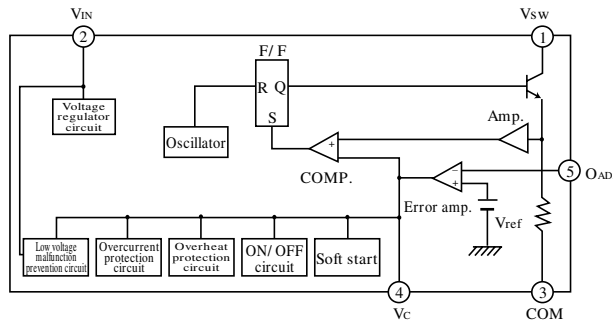 VIN
VSW
2
1
F/ F
R Q
S
Voltage
regulator
circuit
Oscillator
Amp.
+
COMP.
−
+
5
OAD
Error amp.
Vref
Low voltage
malfunction
prevention circuit
Overcurrent
protection
circuit
Overheat
protection
circuit
ON/ OFF
circuit
Soft start
4
3
VC
COM